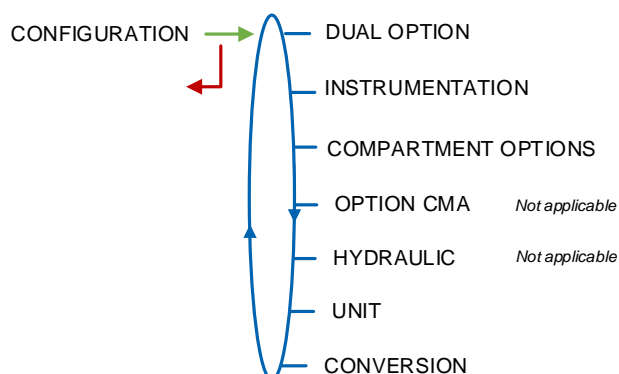 CONFIGURATION
DUAL OPTION
INSTRUMENTATION
COMPARTMENT OPTIONS
OPTION CMA Not applicable
HYDRAULIC Not applicable
UNIT
CONVERSION